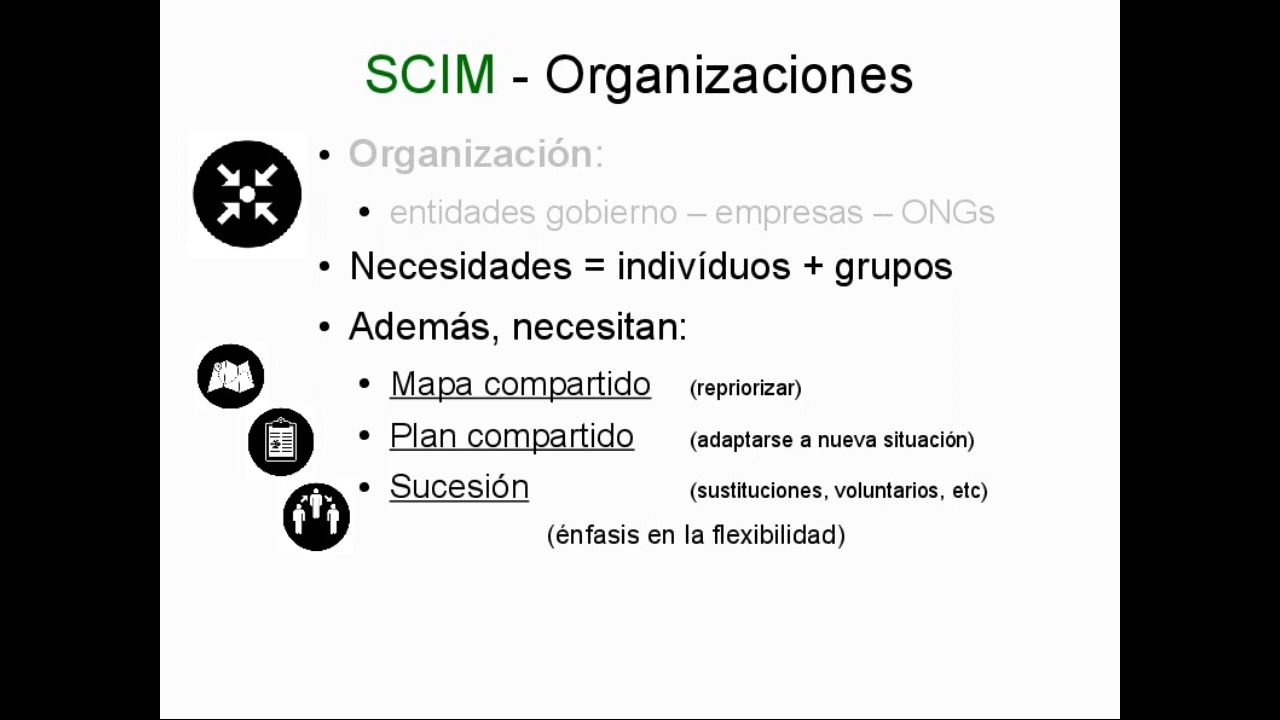 SCIM - Organizaciones
• Organización:
• entidades gobierno – empresas – ONGs
• Necesidades = indivíduos + grupos
• Además, necesitan:
• Mapa compartido (repriorizar)
• Plan compartido (adaptarse a nueva situación)
• Sucesión (sustituciones, voluntarios, etc)
(énfasis en la flexibilidad)